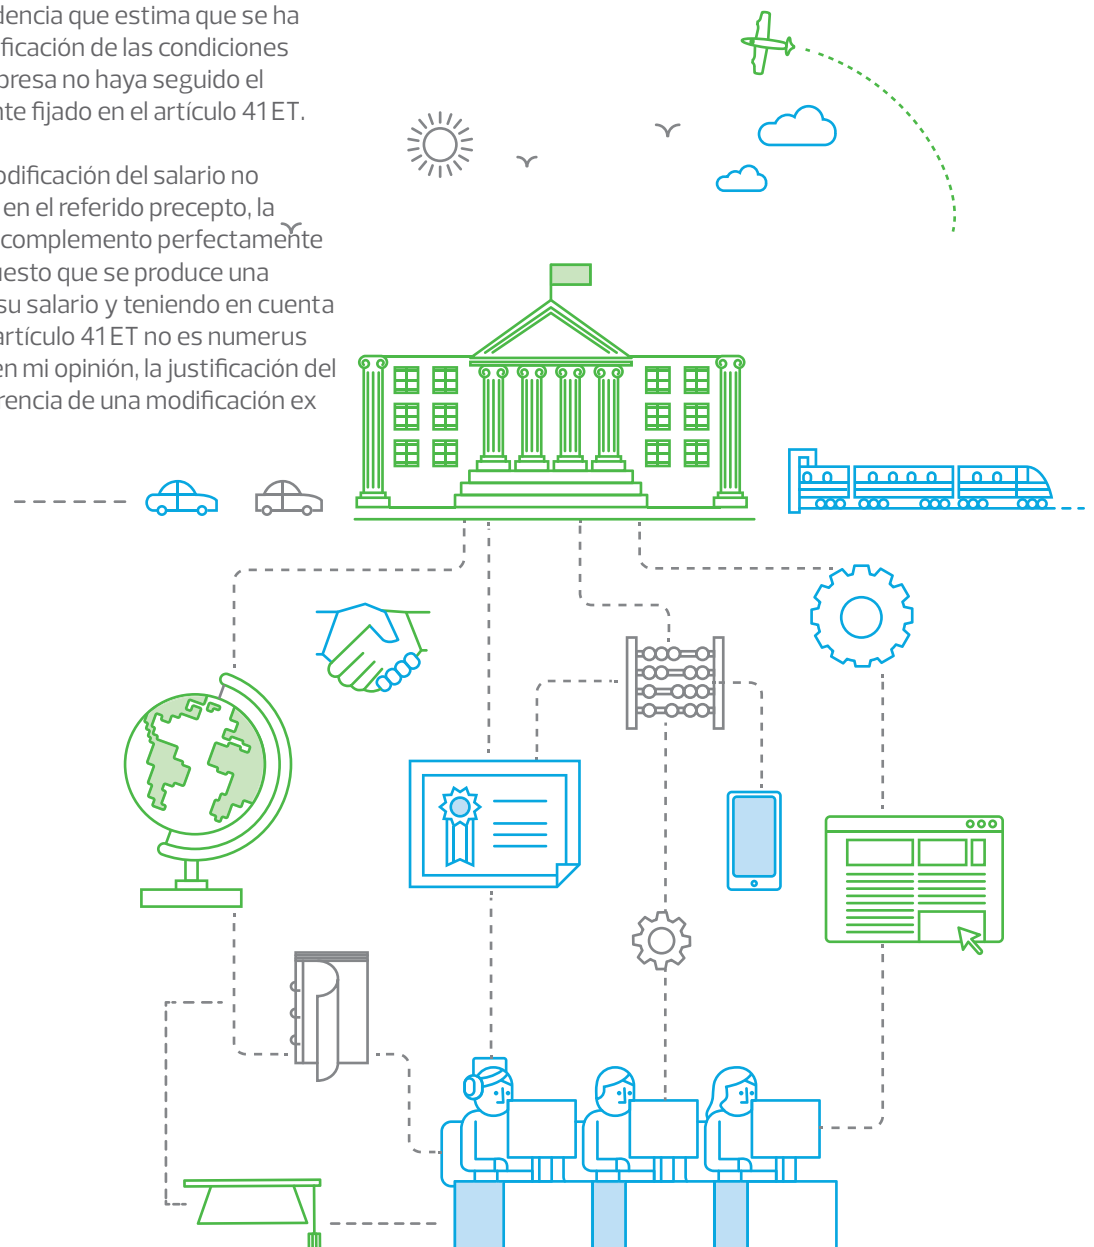 dencia que estima que se ha
ficación de las condiciones
presa no haya seguido el
nte fijado en el artículo 41 ET.
odificación del salario no
en el referido precepto, la
complemento perfectamente
uesto que se produce una
su salario y teniendo en cuenta
artículo 41 ET no es numerus
en mi opinión, la justificación del
rencia de una modificación ex